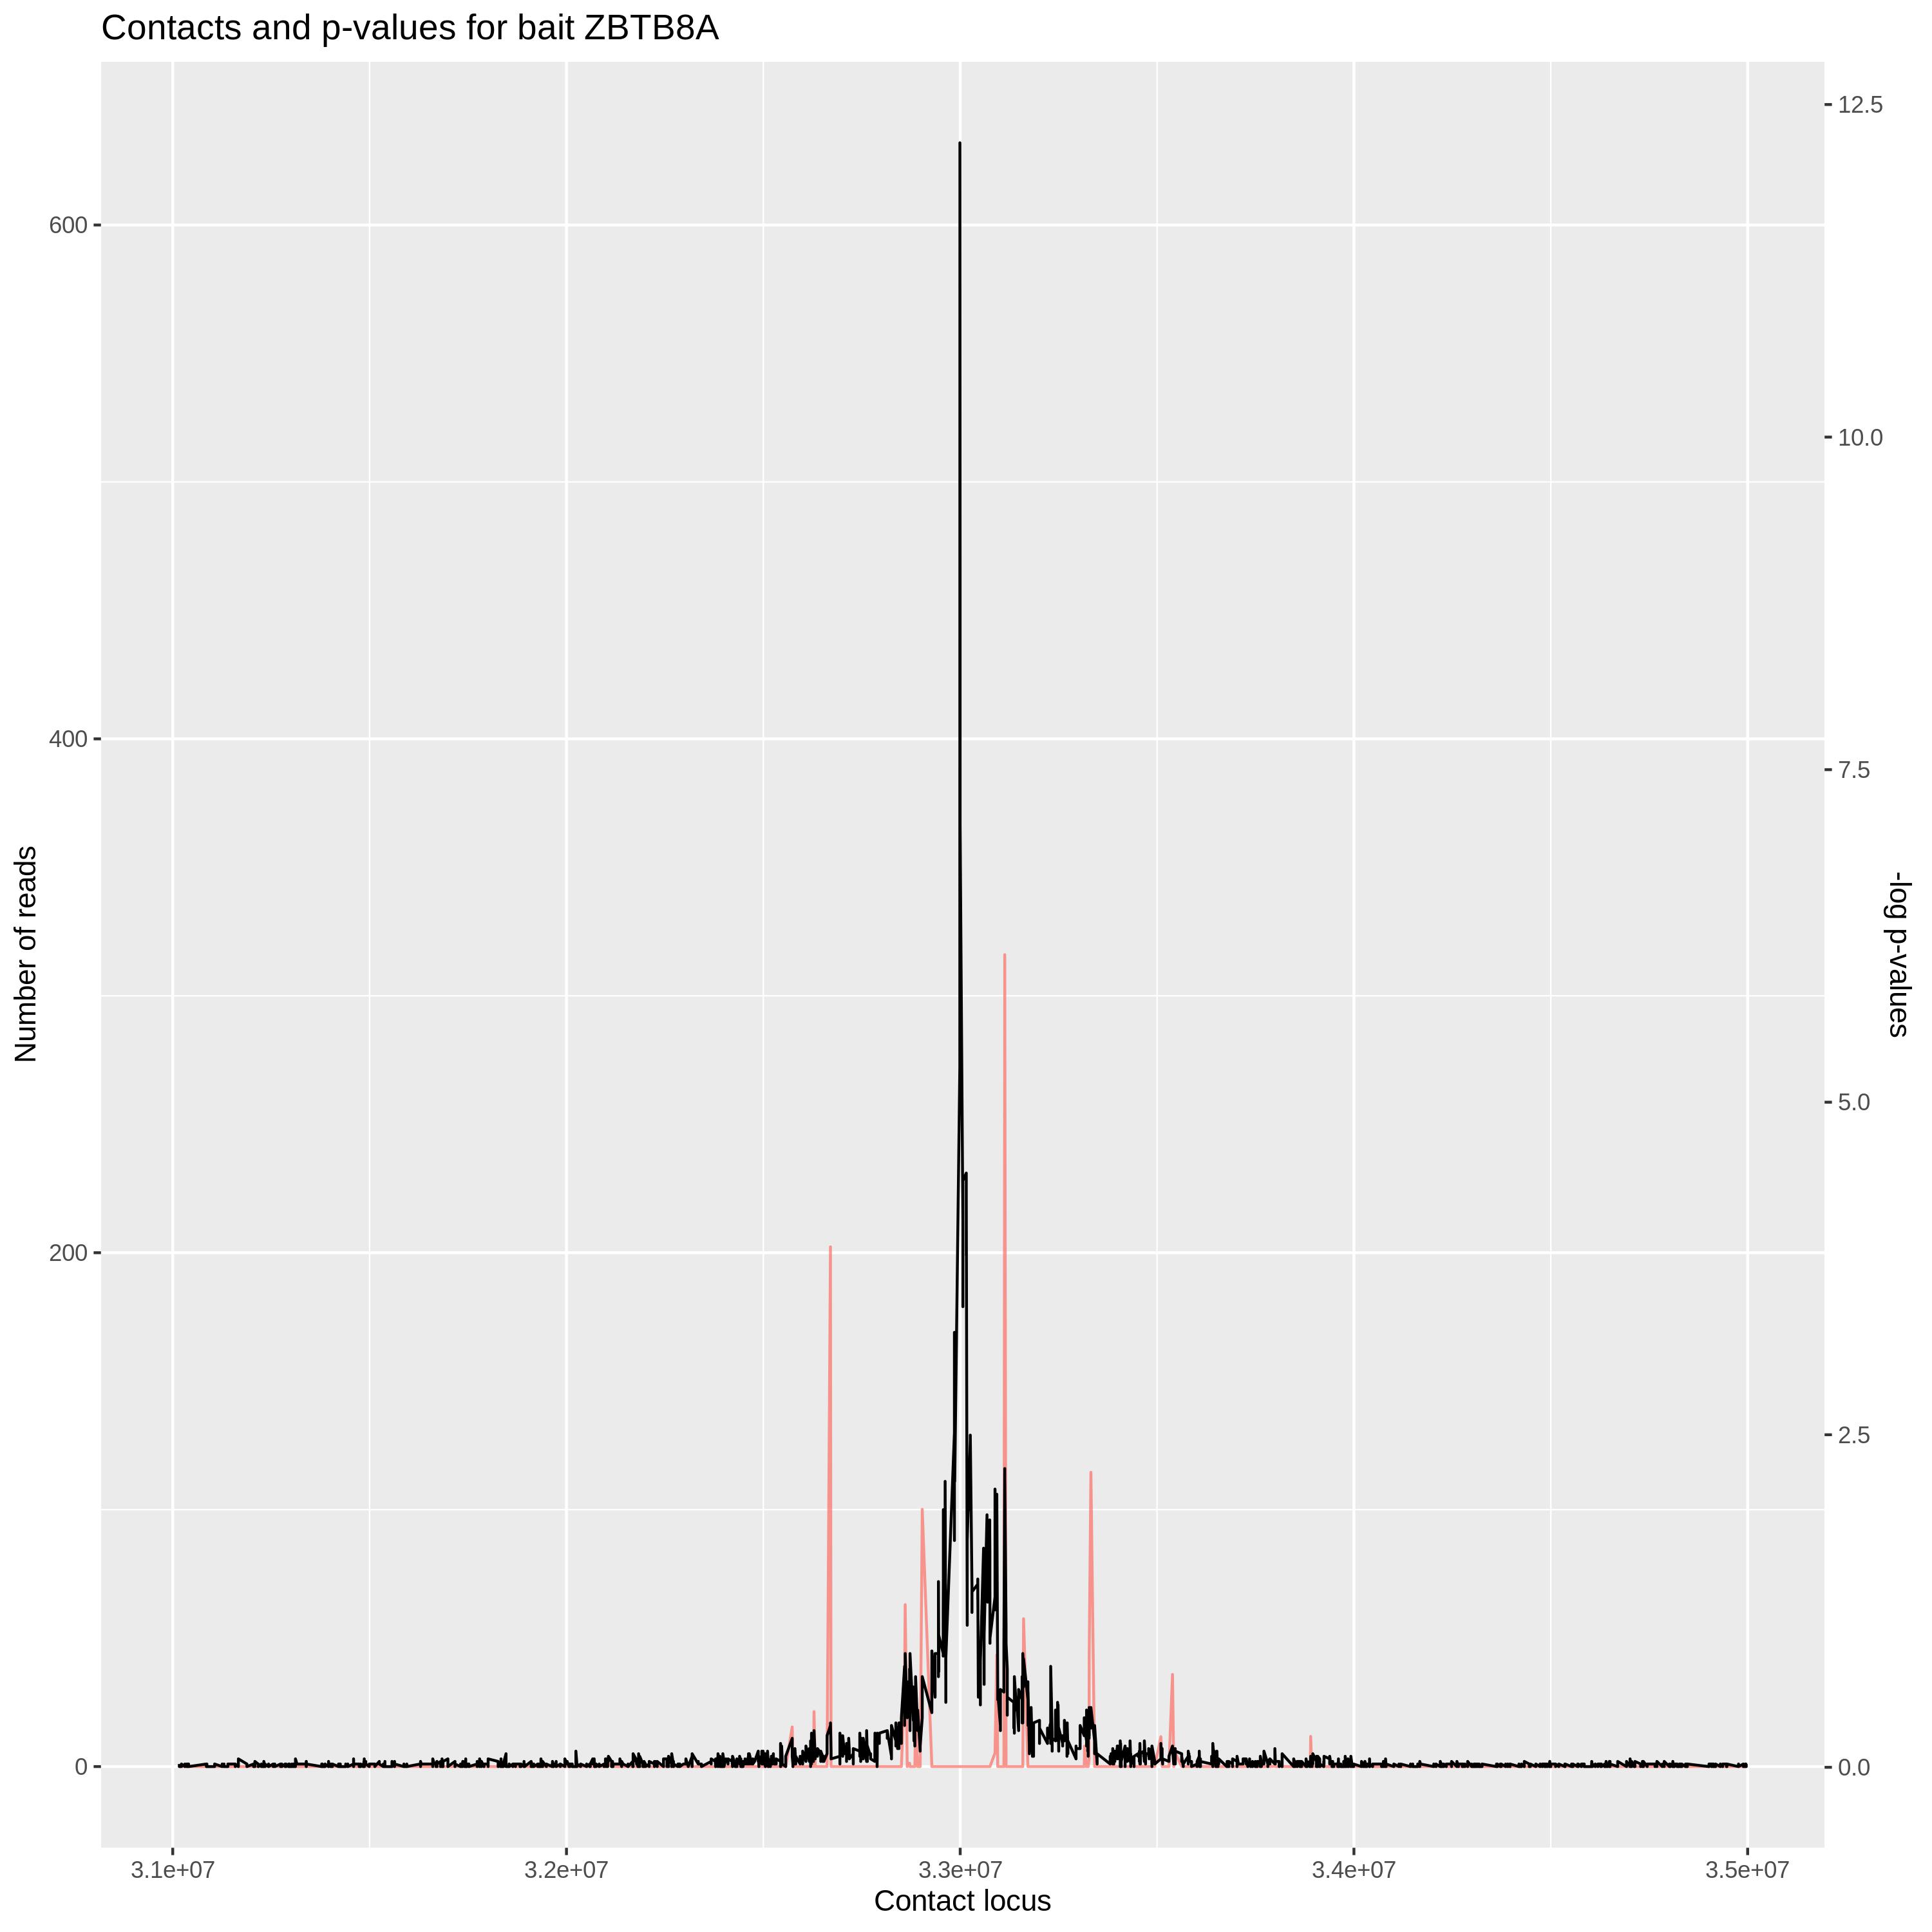 Contacts and p-values for bait ZBTB8A
12.5
600
10.0
400
7.5
Number of reads
-log p-values
5.0
200
2.5
0
0.0
3.1e+07
3.2e+07
3.3e+07
3.4e+07
3.5e+07
Contact locus